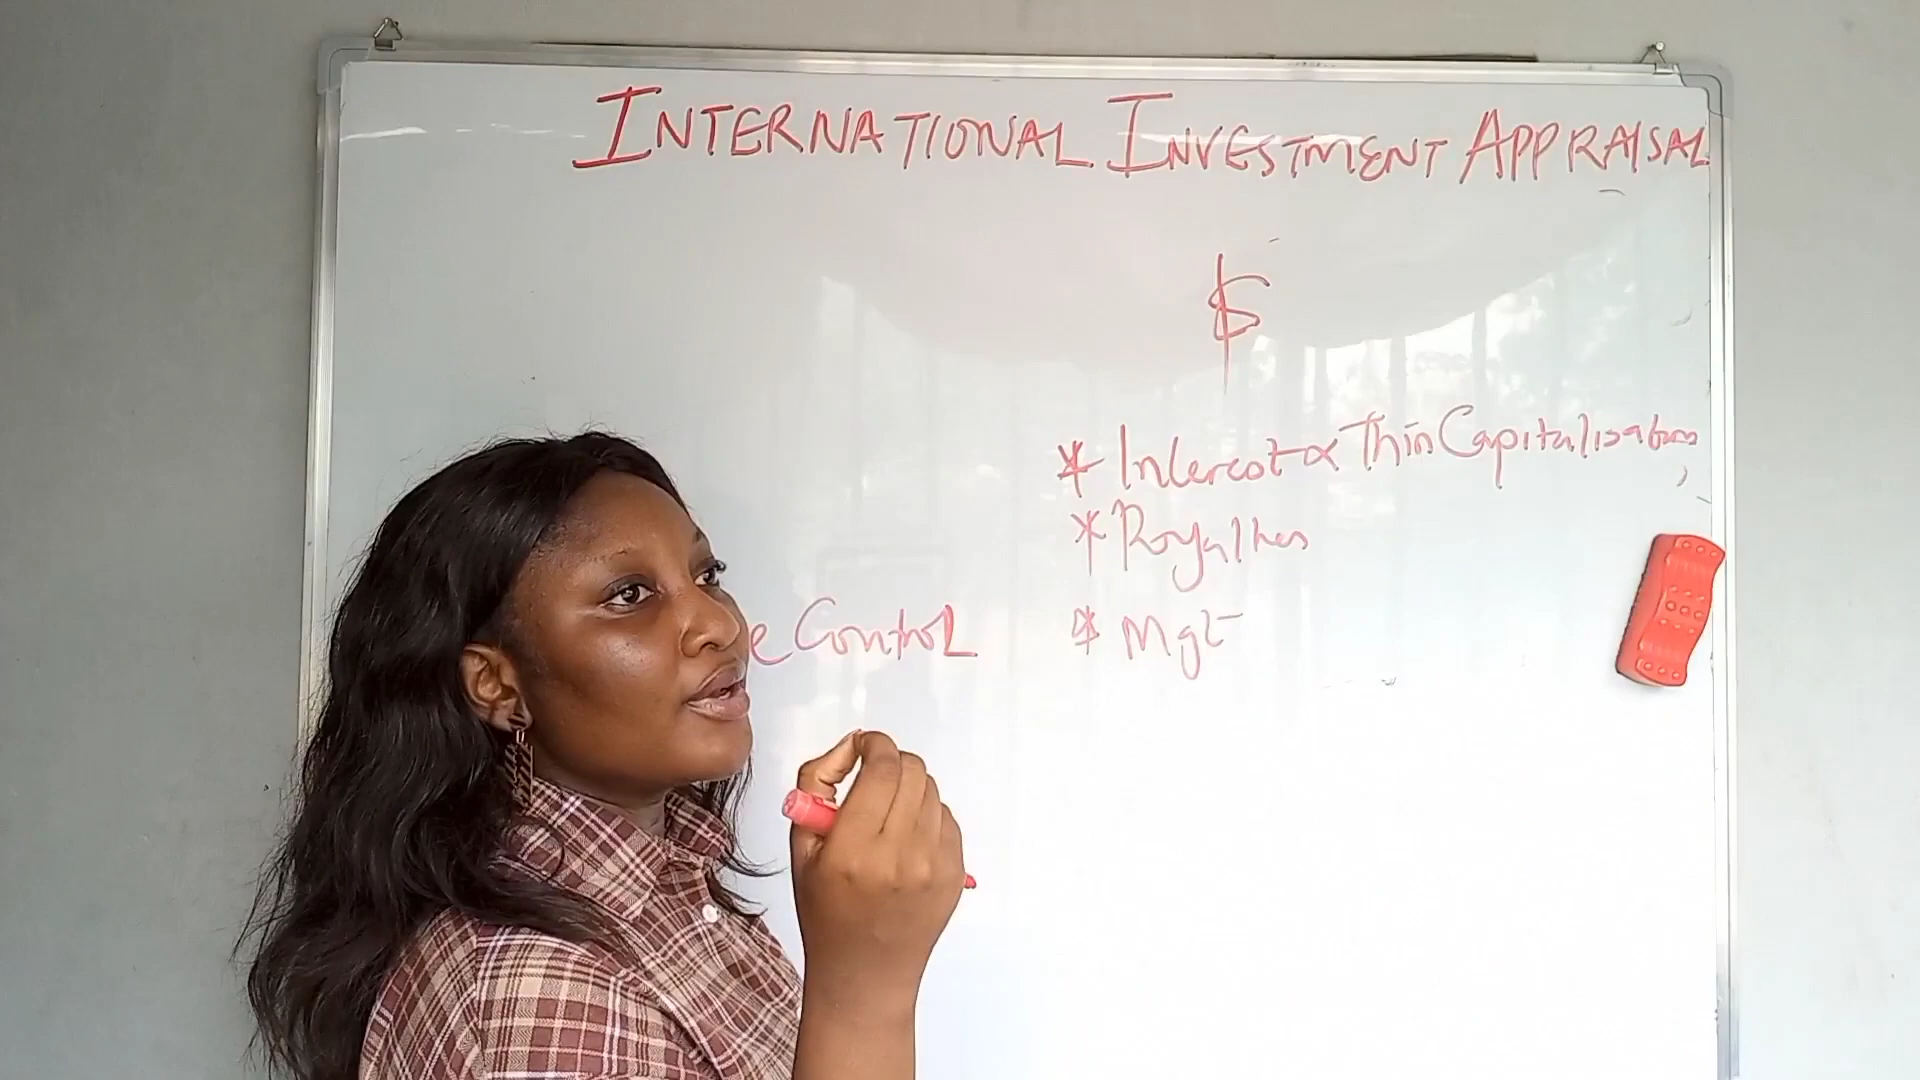 INTERNATIONAL INVESTMENT APPRAISAL
$
* Interest & Thin Capitalisation
* Royalties
e Control
* Mgt